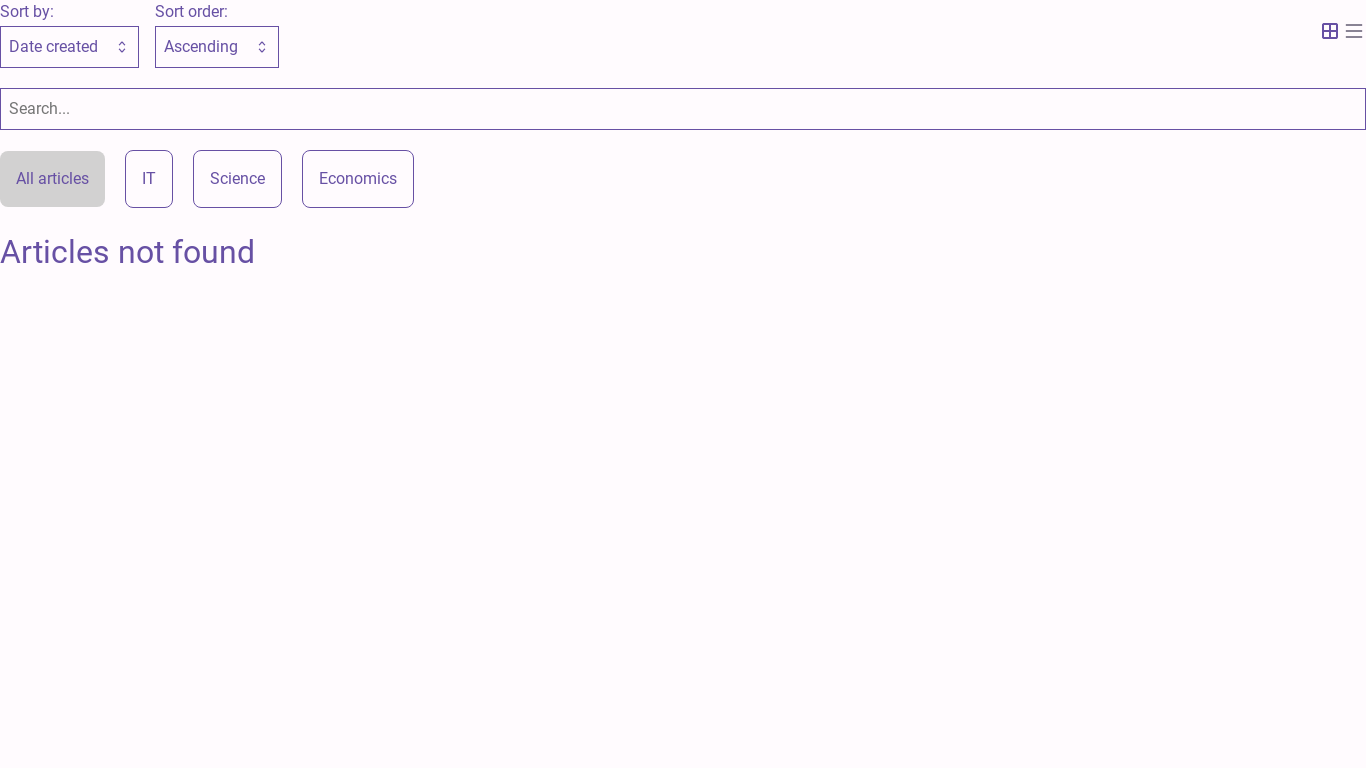 Sort by:
Sort order:
Date created
Ascending
Search...
All articles
IT
Science
Economics
Articles not found